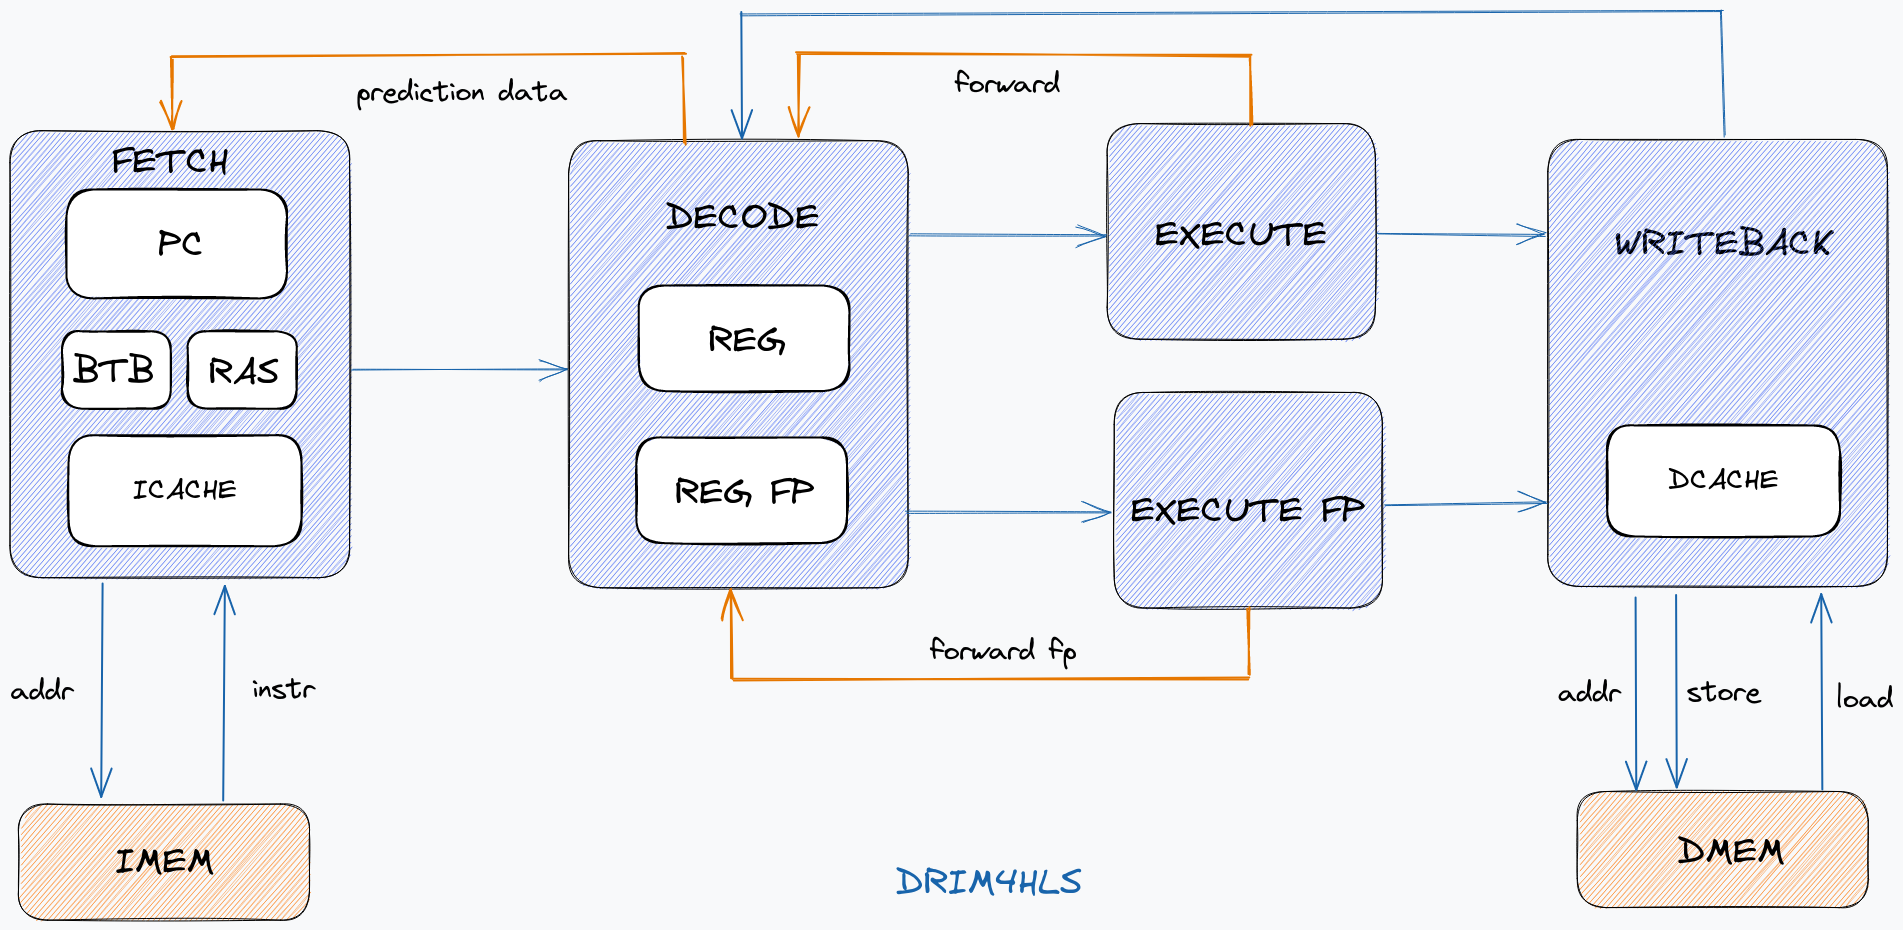 prediction data
forward
FETCH
PC
BTB
RAS
ICACHE
DECODE
REG
REG FP
EXECUTE
EXECUTE FP
WRITEBACK
DCACHE
forward fp
addr
instr
addr
store
load
IMEM
DMEM
DRIM4HLS